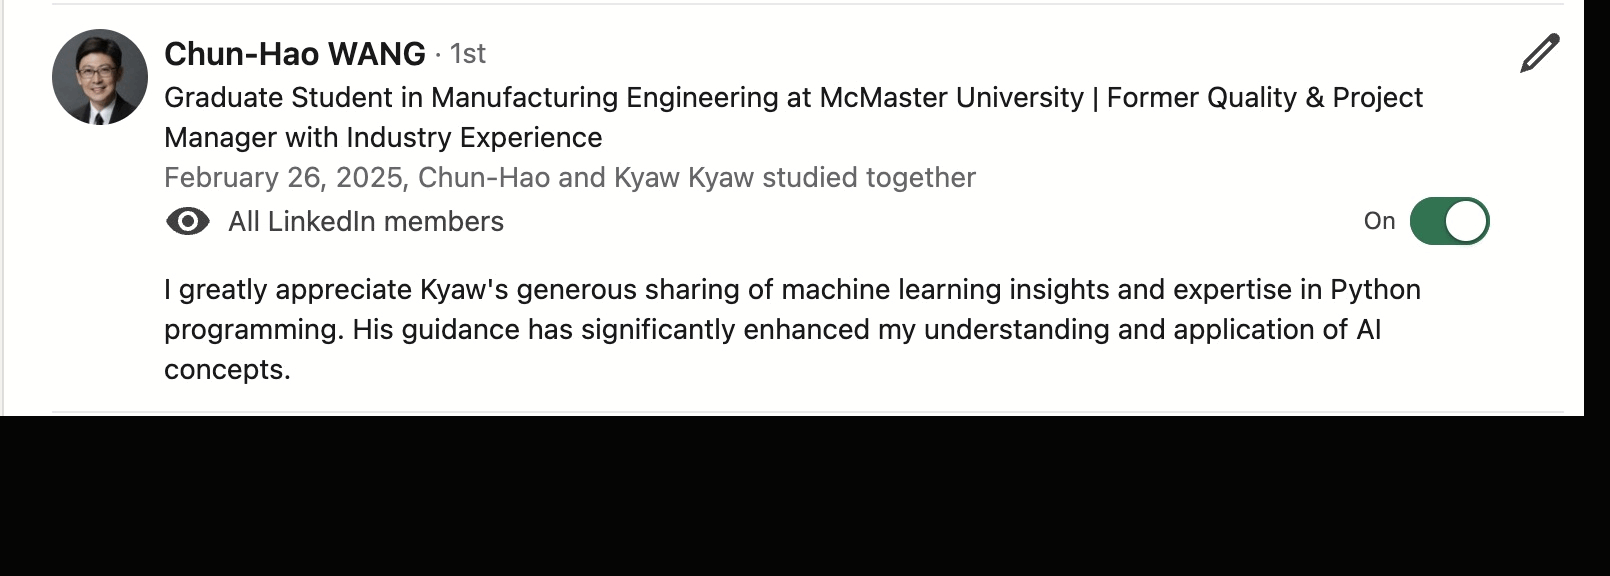 Chun-Hao WANG · 1st
Graduate Student in Manufacturing Engineering at McMaster University | Former Quality & Project
Manager with Industry Experience
February 26, 2025, Chun-Hao and Kyaw Kyaw studied together
All LinkedIn members
On
I greatly appreciate Kyaw's generous sharing of machine learning insights and expertise in Python
programming. His guidance has significantly enhanced my understanding and application of AI
concepts.